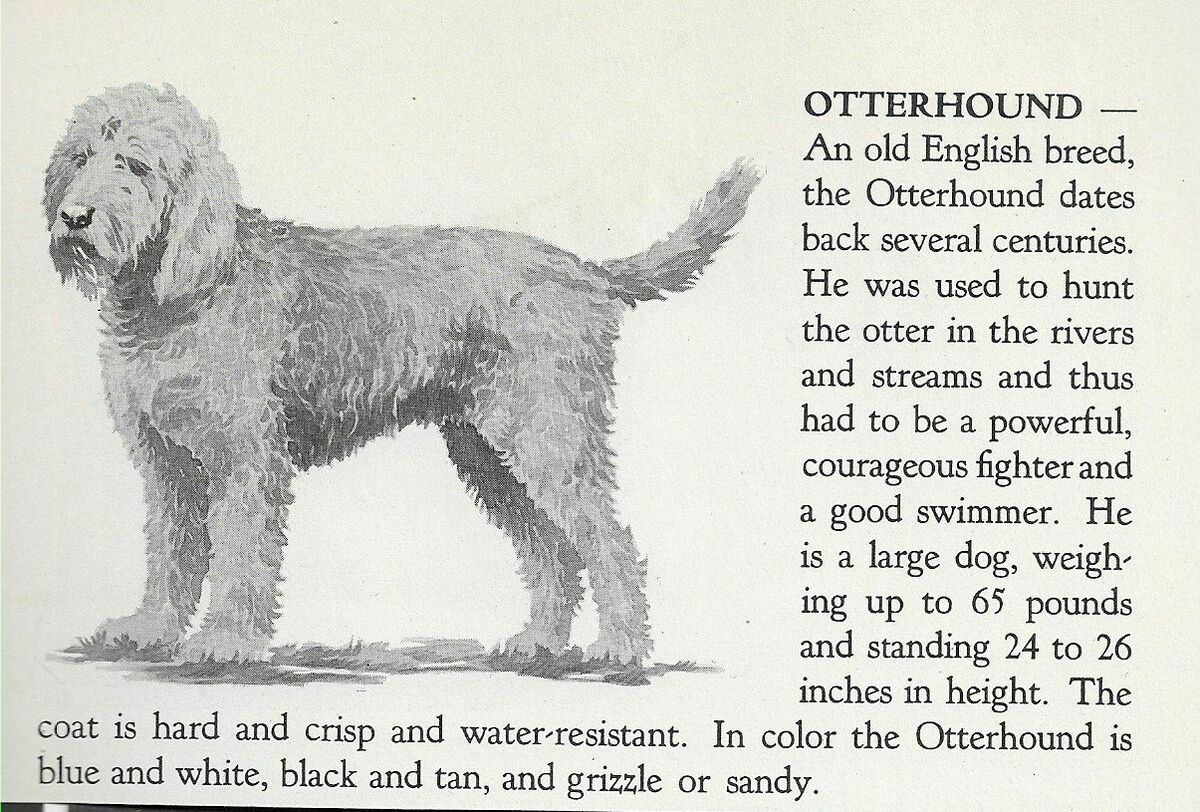 OTTERHOUND —
An old English breed,
the Otterhound dates
back several centuries.
He was used to hunt
the otter in the rivers
and streams and thus
had to be a powerful,
courageous fighter and
a good swimmer. He
is a large dog, weigh-
ing up to 65 pounds
and standing 24 to 26
inches in height. The
coat is hard and crisp and water-resistant. In color the Otterhound is
blue and white, black and tan, and grizzle or sandy.